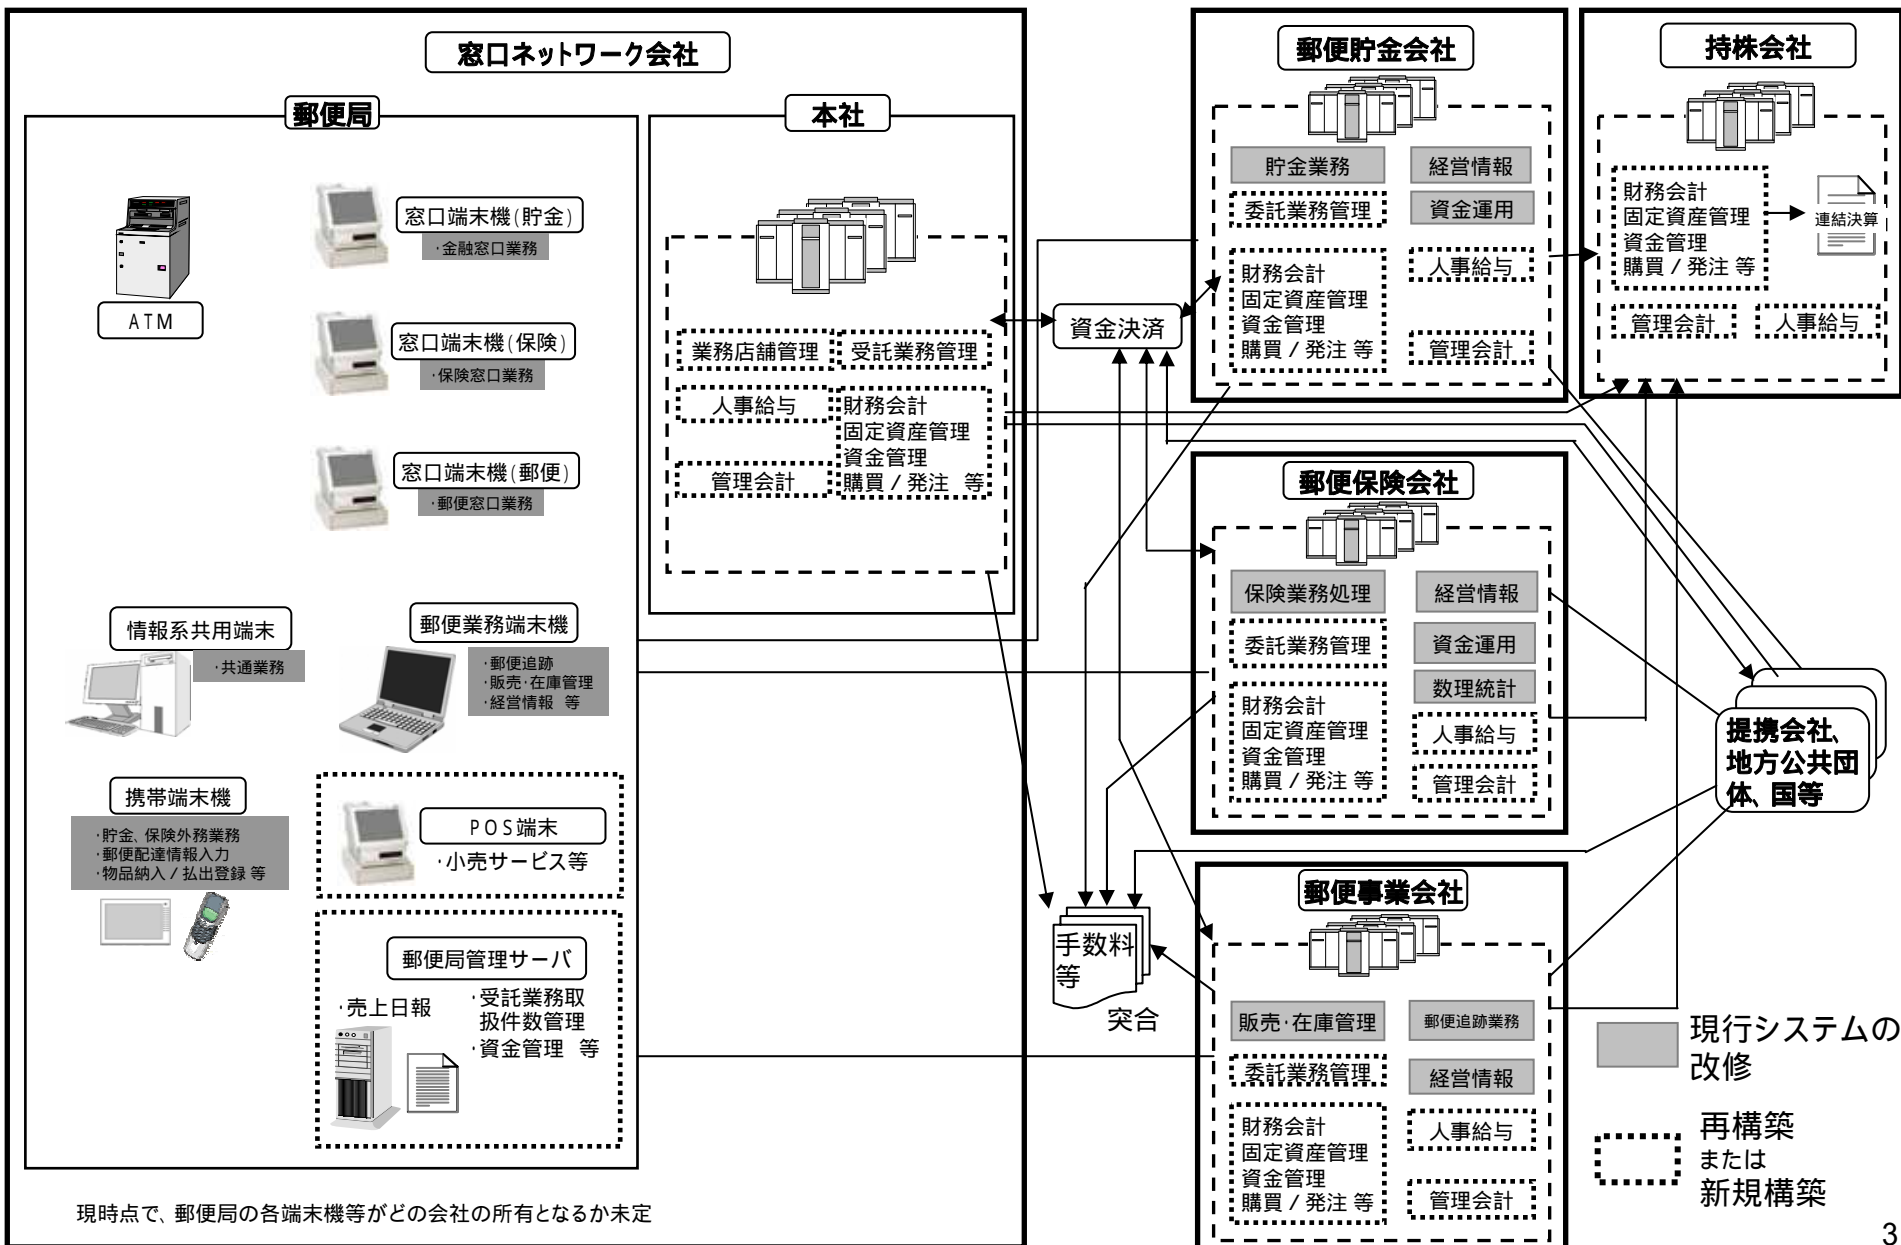 窓口ネットワーク会社
郵便局
ATM
窓口端末機(貯金)
・金融窓口業務
窓口端末機(保険)
・保険窓口業務
窓口端末機(郵便)
・郵便窓口業務
情報系共用端末
・共通業務
郵便業務端末機
・郵便追跡
・販売・在庫管理
・経営情報 等
携帯端末機
・貯金、保険外務業務
・郵便配達情報入力
・物品納入/払出登録 等
POS端末
・小売サービス等
郵便局管理サーバ
・売上日報
・受託業務取
扱件数管理
・資金管理 等
現時点で、郵便局の各端末機等がどの会社の所有となるか未定
本社
業務店舗管理
受託業務管理
人事給与
財務会計
固定資産管理
資金管理
購買/発注 等
管理会計
資金決済
手数料
等
突合
郵便貯金会社
貯金業務
経営情報
委託業務管理
資金運用
財務会計
固定資産管理
資金管理
購買/発注 等
人事給与
管理会計
持株会社
財務会計
固定資産管理
資金管理
購買/発注 等
連結決算
管理会計
人事給与
郵便保険会社
保険業務処理
経営情報
委託業務管理
資金運用
数理統計
財務会計
固定資産管理
資金管理
購買/発注 等
人事給与
管理会計
提携会社、
地方公共団
体、国等
郵便事業会社
販売・在庫管理
郵便追跡業務
委託業務管理
経営情報
財務会計
固定資産管理
資金管理
購買/発注 等
人事給与
管理会計
現行システムの
改修
再構築
または
新規構築
3